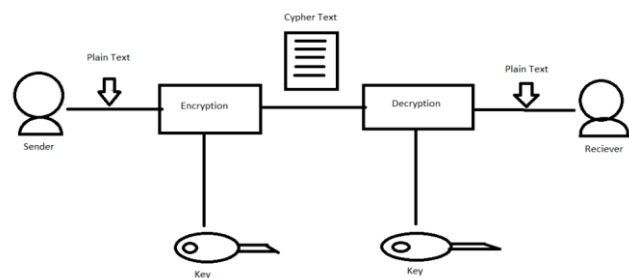 Cypher Text
Plain Text
Plain Text
Encryption
Decryption
Sender
Reciever
Key
Key